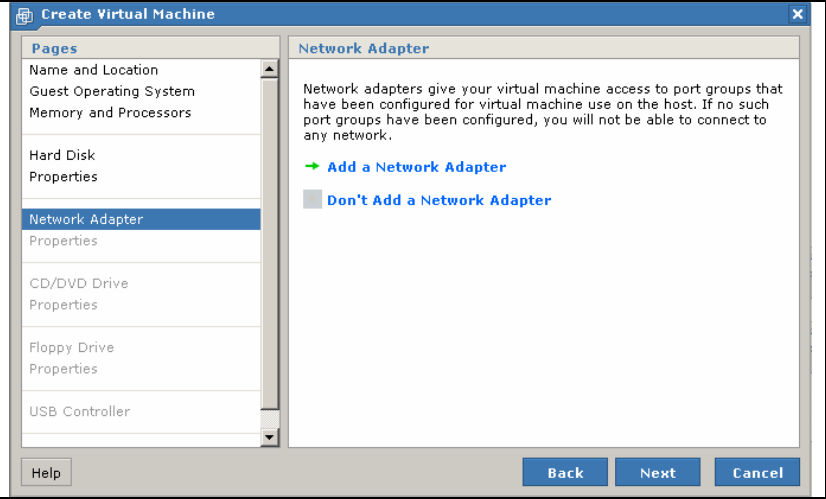 Create Virtual Machine
Pages
Name and Location
Guest Operating System
Memory and Processors
Hard Disk
Properties
Network Adapter
Properties
CD/DVD Drive
Properties
Floppy Drive
Properties
USB Controller
Network Adapter
Network adapters give your virtual machine access to port groups that
have been configured for virtual machine use on the host. If no such
port groups have been configured, you will not be able to connect to
any network.
Add a Network Adapter
Don't Add a Network Adapter
Help
Back
Next
Cancel